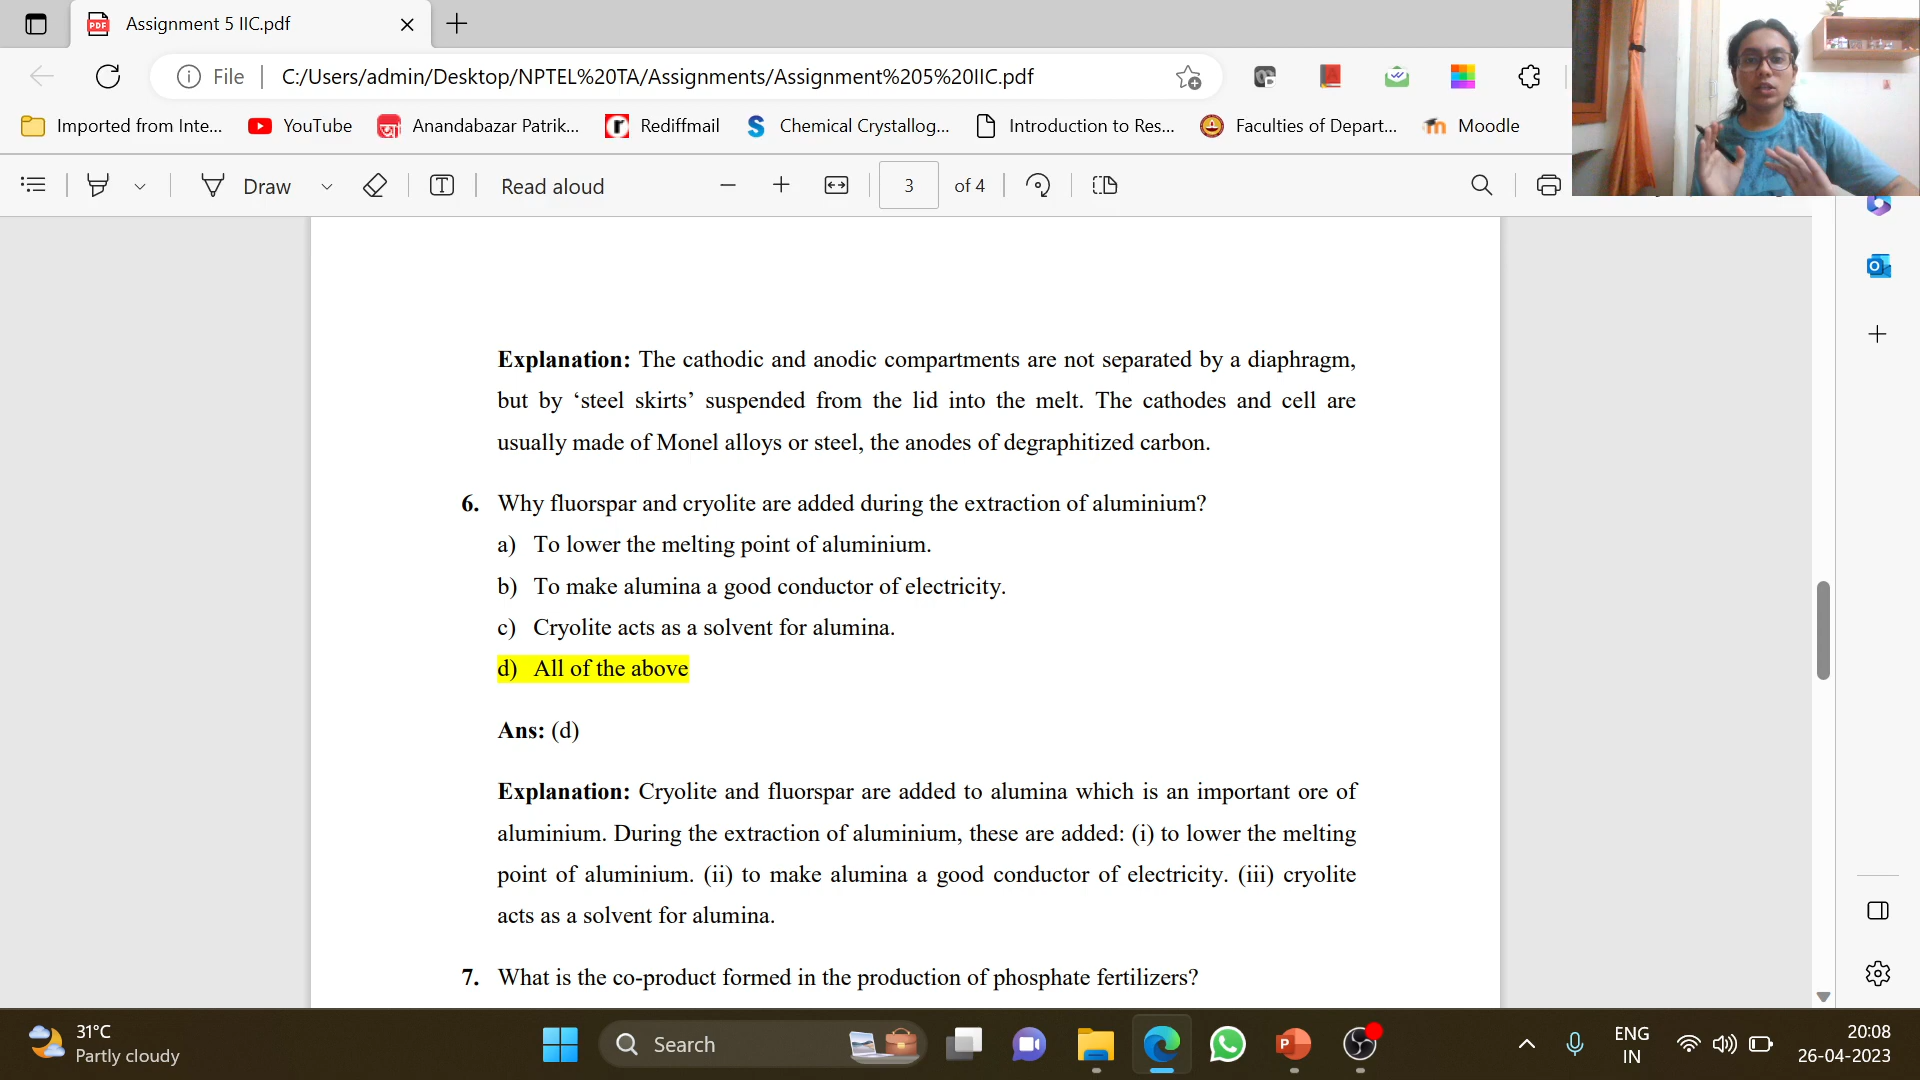 Assignment 5 IIC.pdf
File
C:/Users/admin/Desktop/NPTEL%20TA/Assignments/Assignment%205%20IIC.pdf
Imported from Inte...
YouTube
Anandabazar Patrik...
Rediffmail
Chemical Crystallog...
Introduction to Res...
Faculties of Depart...
Moodle
Draw
Read aloud
3
of 4
Explanation: The cathodic and anodic compartments are not separated by a diaphragm,
but by ‘steel skirts’ suspended from the lid into the melt. The cathodes and cell are
usually made of Monel alloys or steel, the anodes of degraphitized carbon.
6. Why fluorspar and cryolite are added during the extraction of aluminium?
a) To lower the melting point of aluminium.
b) To make alumina a good conductor of electricity.
c) Cryolite acts as a solvent for alumina.
d) All of the above
Ans: (d)
Explanation: Cryolite and fluorspar are added to alumina which is an important ore of
aluminium. During the extraction of aluminium, these are added: (i) to lower the melting
point of aluminium. (ii) to make alumina a good conductor of electricity. (iii) cryolite
acts as a solvent for alumina.
7. What is the co-product formed in the production of phosphate fertilizers?
31°C
Partly cloudy
Search
ENG
IN
20:08
26-04-2023